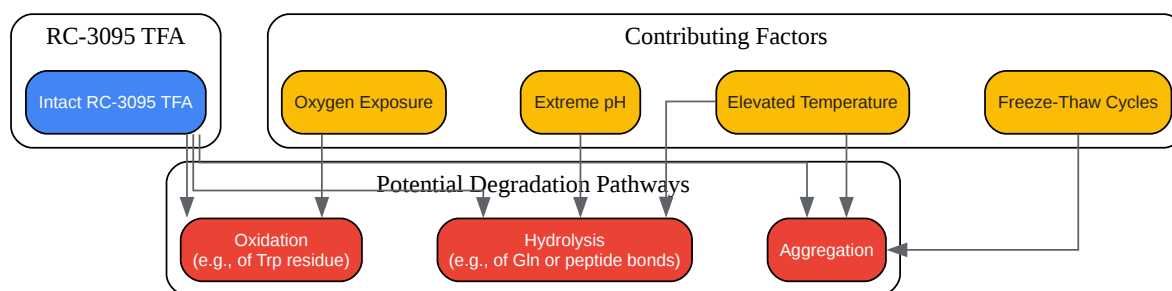 RC-3095 TFA
Contributing Factors
Intact RC-3095 TFA
Oxygen Exposure
Extreme pH
Elevated Temperature
Freeze-Thaw Cycles
Potential Degradation Pathways
Oxidation
(e.g., of Trp residue)
Hydrolysis
(e.g., of Gln or peptide bonds)
Aggregation